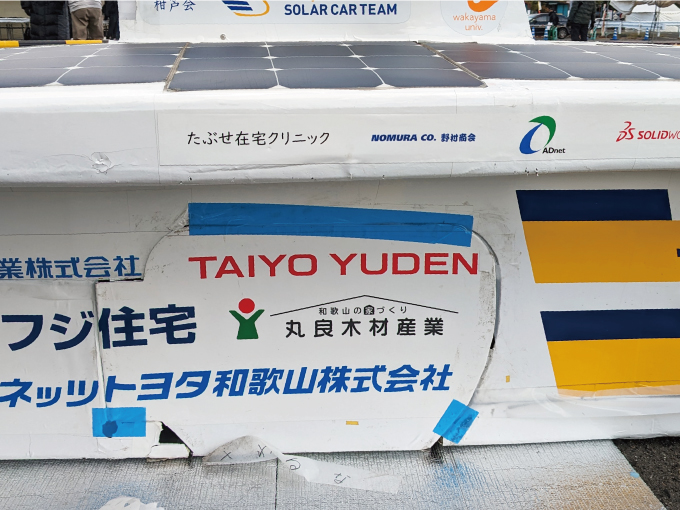 柑芦会
SOLAR CAR TEAM
wakayama
univ.
たぶせ在宅クリニック
NOMURA CO. 野村商会
ADnet
SOLIDWO
業株式会社
TAIYO YUDEN
フジ住宅
和歌山の家づくり
丸良木材産業
ネッツトヨタ和歌山株式会社